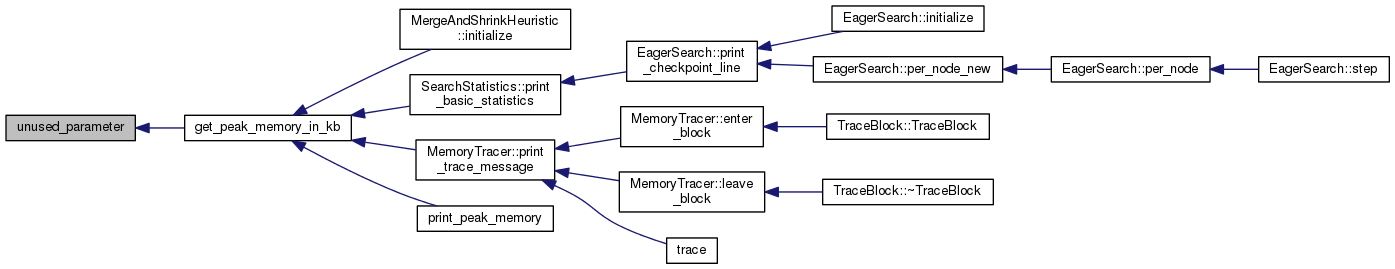 unused_parameter
get_peak_memory_in_kb
MergeAndShrinkHeuristic
::initialize
SearchStatistics::print
_basic_statistics
MemoryTracer::print
_trace_message
print_peak_memory
EagerSearch::print
_checkpoint_line
MemoryTracer::enter
_block
MemoryTracer::leave
_block
trace
EagerSearch::initialize
EagerSearch::per_node_new
TraceBlock::TraceBlock
TraceBlock::~TraceBlock
EagerSearch::per_node
EagerSearch::step